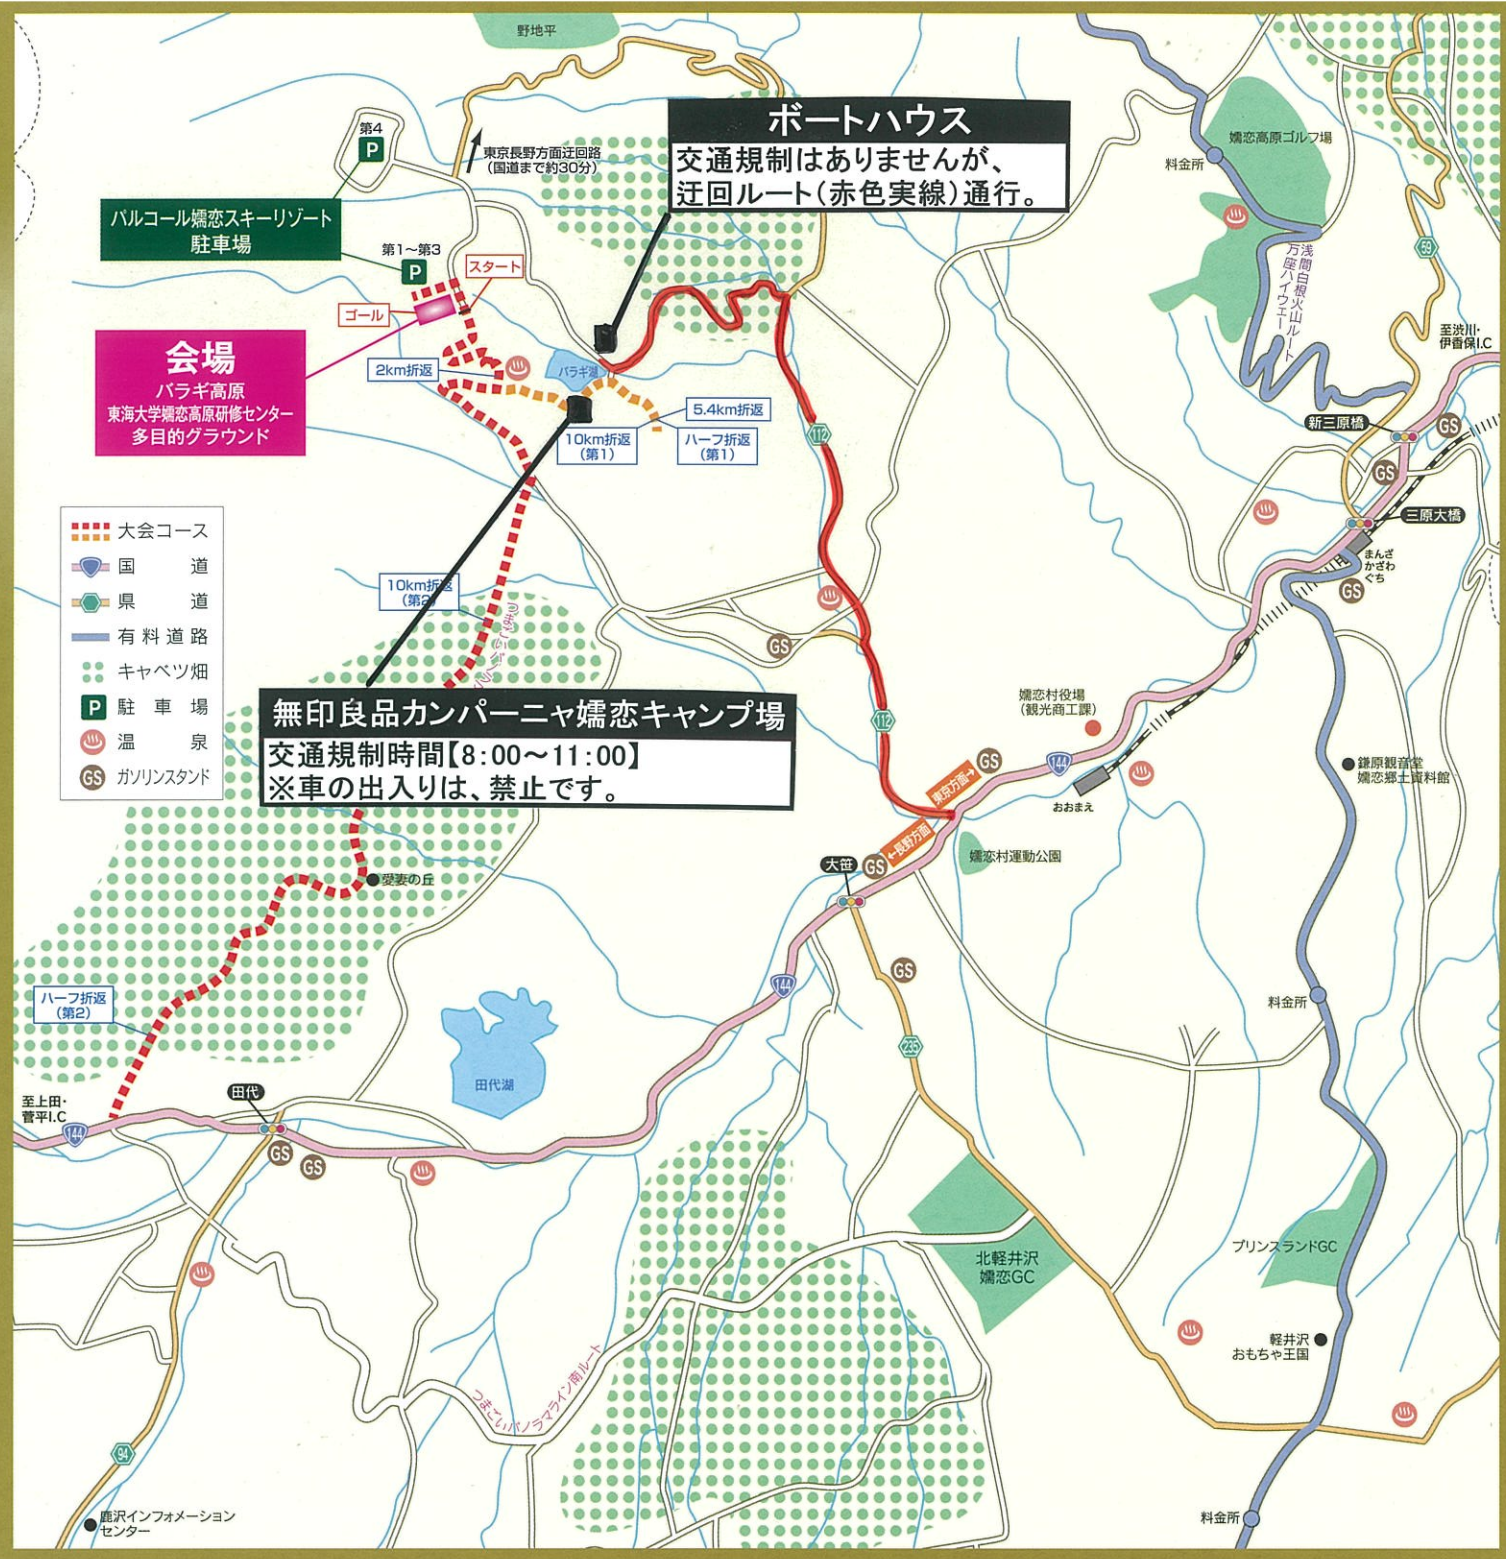 野地平
第4
P
東京長野方面迂回路
(国道まで約30分)
ボートハウス
交通規制はありませんが、
迂回ルート(赤色実線)通行。
嬬恋高原ゴルフ場
料金所
パルコール嬬恋スキーリゾート
駐車場
第1〜第3
P
スタート
ゴール
会場
バラギ高原
東海大学嬬恋高原研修センター
多目的グラウンド
2km折返
バラギ湖
5.4km折返
10km折返
(第1)
ハーフ折返
(第1)
浅間白根火山ルート
万座ハイウェー
59
至渋川・
伊香保I.C
新三原橋
GS
GS
三原大橋
まんざ
かざわ
ぐち
GS
112
大会コース
国道
県道
有料道路
キャベツ畑
P 駐車場
温泉
GS ガソリンスタンド
10km折返
(第2)
GS
無印良品カンパーニャ嬬恋キャンプ場
交通規制時間【8:00〜11:00】
※車の出入りは、禁止です。
112
嬬恋村役場
(観光商工課)
144
GS
東京方面→
←長野方面
おおまえ
鎌原観音堂
嬬恋郷土資料館
嬬恋村運動公園
大笹
GS
愛妻の丘
GS
144
ハーフ折返
(第2)
料金所
235
田代湖
至上田・
菅平I.C
144
田代
GS
GS
北軽井沢
嬬恋GC
プリンスランドGC
軽井沢
おもちゃ王国
つまごいパノラマライン南ルート
94
鹿沢インフォメーション
センター
料金所